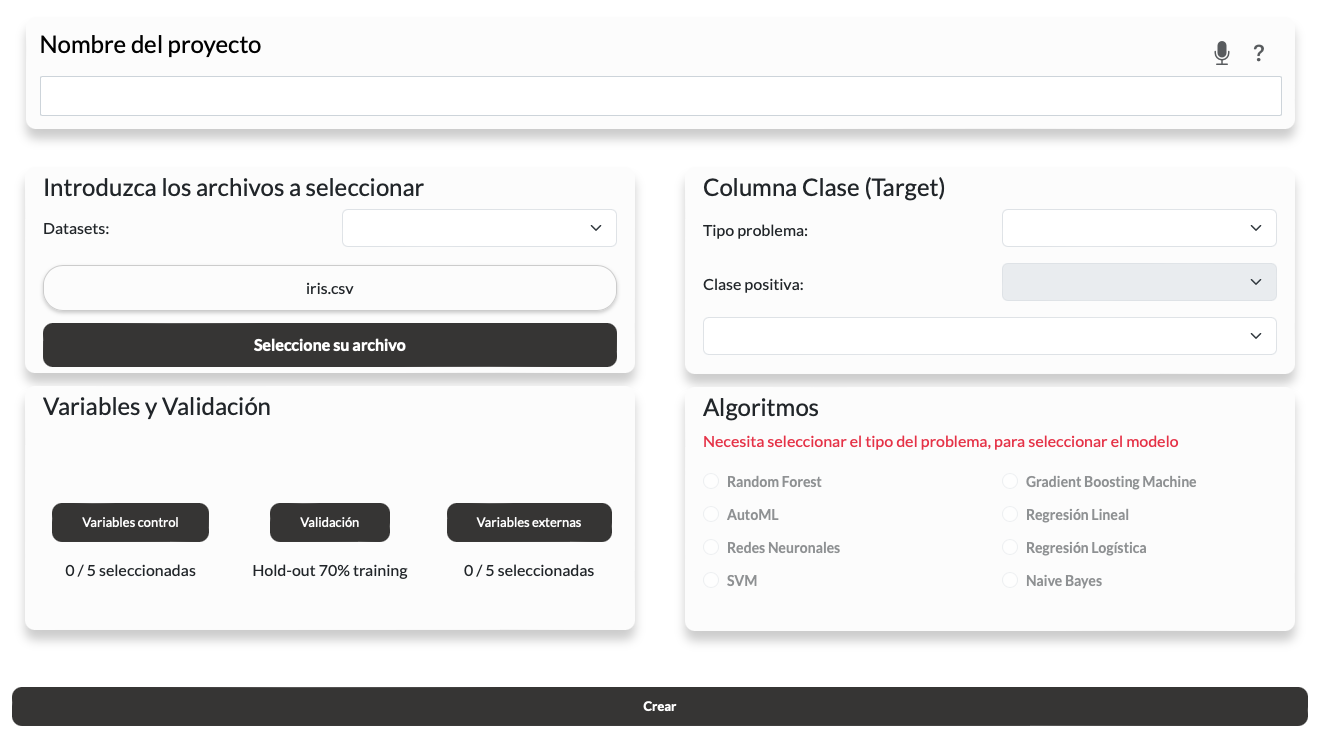 Nombre del proyecto
?
Introduzca los archivos a seleccionar
Datasets:
iris.csv
Seleccione su archivo
Columna Clase (Target)
Tipo problema:
Clase positiva:
Variables y Validación
Variables control
Validación
Variables externas
0 / 5 seleccionadas
Hold-out 70% training
0 / 5 seleccionadas
Algoritmos
Necesita seleccionar el tipo del problema, para seleccionar el modelo
Random Forest
Gradient Boosting Machine
AutoML
Regresión Lineal
Redes Neuronales
Regresión Logística
SVM
Naive Bayes
Crear